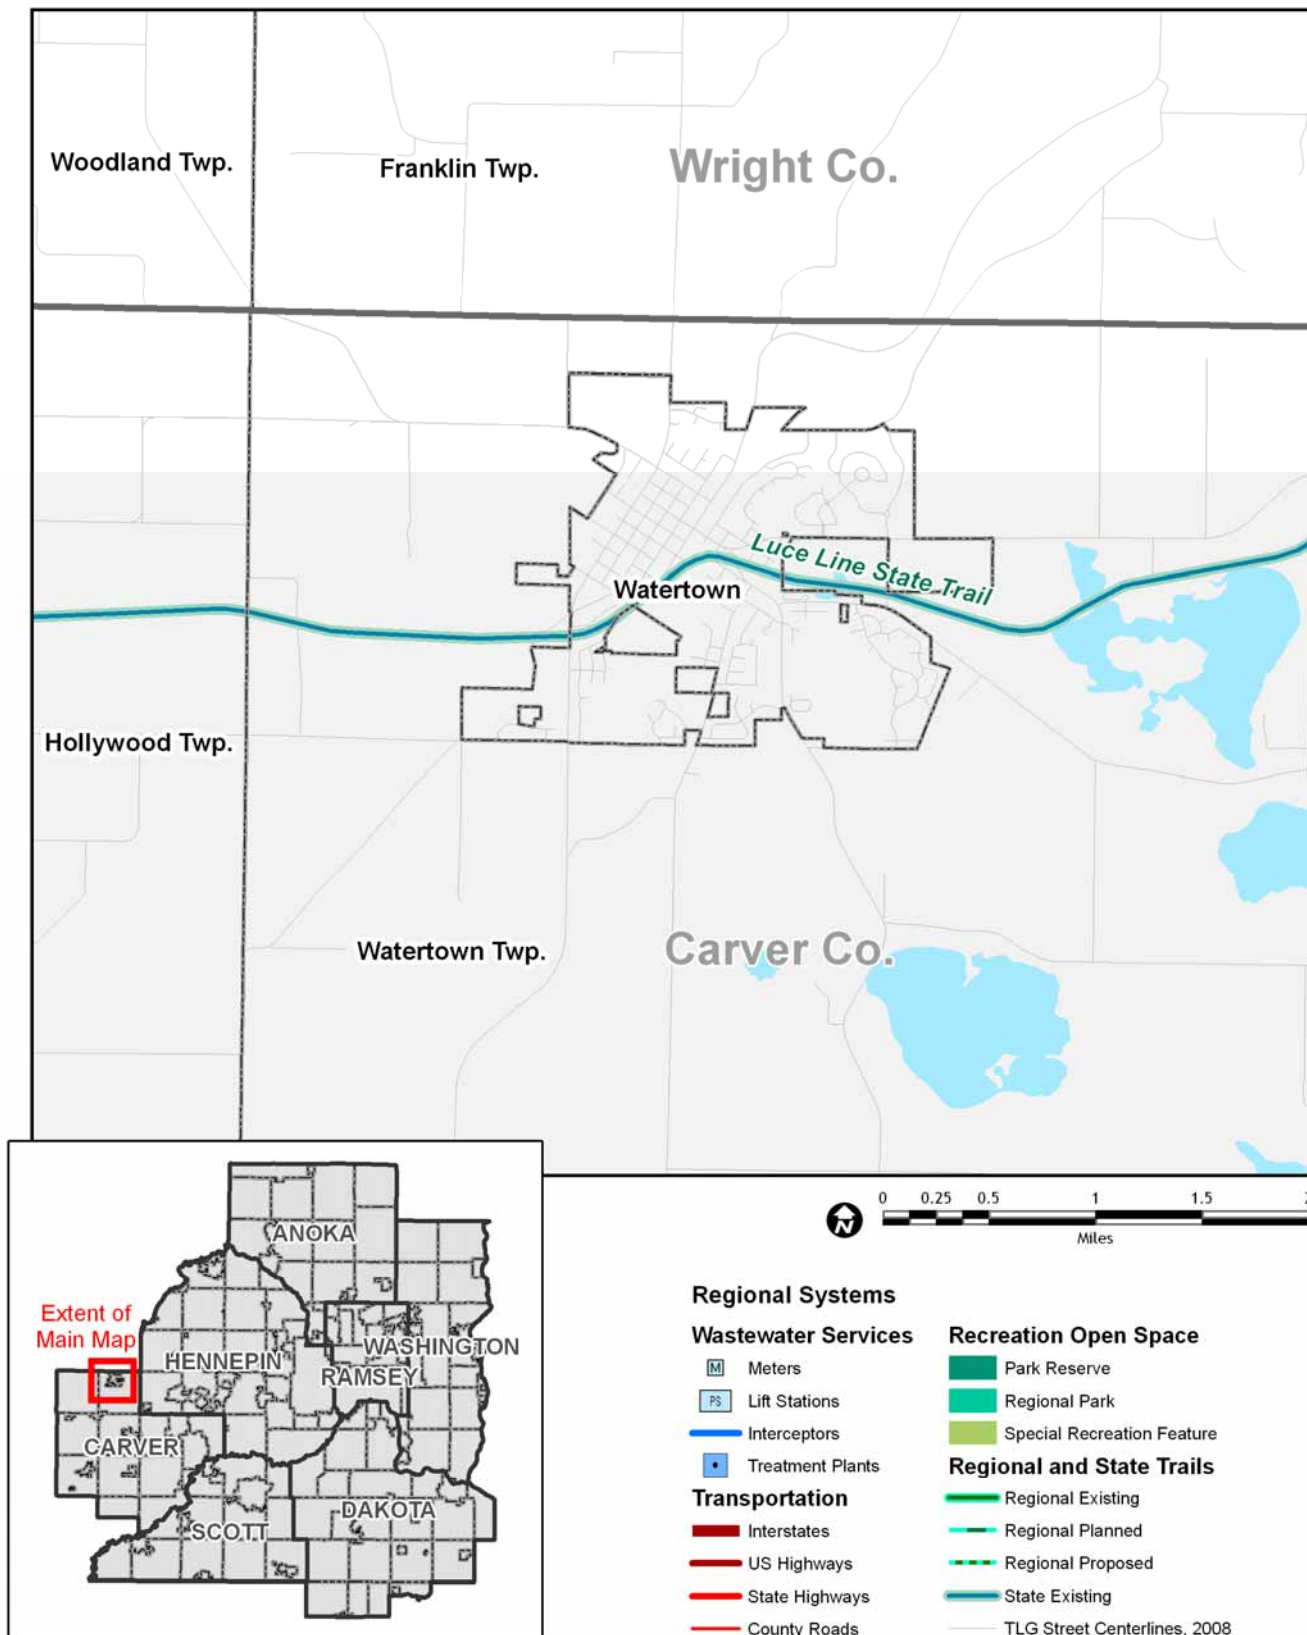 Woodland Twp.
Franklin Twp.
Wright Co.
Luce Line State Trail
Watertown
Hollywood Twp.
Watertown Twp.
Carver Co.
Extent of
Main Map
ANOKA
WASHINGTON
HENNEPIN
RAMSEY
CARVER
DAKOTA
SCOTT
N
0 0.25 0.5 1 1.5
Miles
Regional Systems
Wastewater Services
M Meters
PS Lift Stations
Interceptors
Treatment Plants
Transportation
Interstates
US Highways
State Highways
County Roads
Recreation Open Space
Park Reserve
Regional Park
Special Recreation Feature
Regional and State Trails
Regional Existing
Regional Planned
Regional Proposed
State Existing
TLG Street Centerlines, 2008